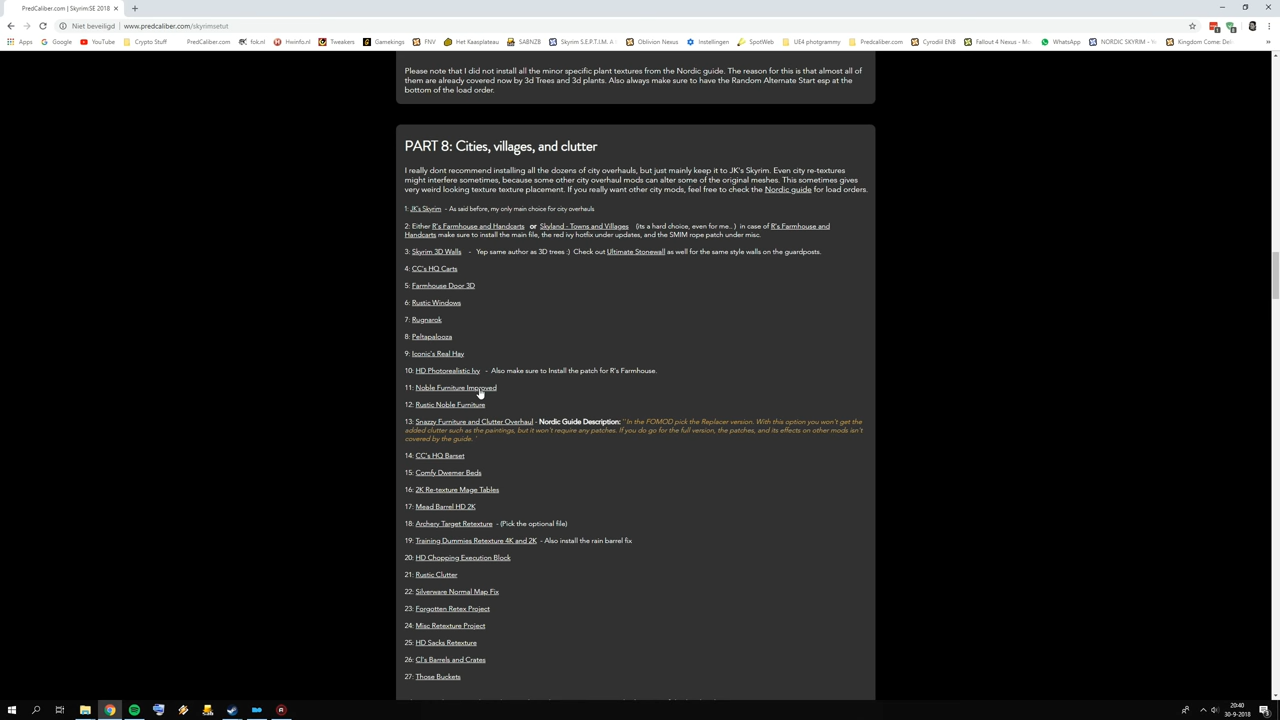 PredCaliber.com | SkyrimSE 2018
Niet beveiligd | www.predcaliber.com/skyrimsetut
Apps Google YouTube Crypto Stuff PredCaliber.com fok.nl Hwinfo.nl Tweakers Gamekings FNV Het Kaasplateau SABNZB Skyrim S.E.P.T.I.M. Oblivion Nexus Instellingen SpotWeb UE4 photgrammy Predcaliber.com Cyrodiil ENB Fallout 4 Nexus - Mo WhatsApp NORDIC SKYRIM - Kingdom Come: Del
Please note that I did not install all the minor specific plant textures from the Nordic guide. The reason for this is that almost all of
them are already covered now by 3d Trees and 3d plants. Also always make sure to have the Random Alternate Start esp at the
bottom of the load order.
PART 8: Cities, villages, and clutter
I really dont recommend installing all the dozens of city overhauls, but just mainly keep it to JK's Skyrim. Even city re-textures
might interfere sometimes, because some other city overhaul mods can alter some of the original meshes. This sometimes gives
very weird looking texture texture placement. If you really want other city mods, feel free to check the Nordic guide for load orders.
1: JK's Skyrim - As said before, my only main choice for city overhauls
2: Either R's Farmhouse and Handcarts or Skyland - Towns and Villages (its a hard choice, even for me.. ) in case of R's Farmhouse and
Handcarts make sure to install the main file, the red ivy hotfix under updates, and the SMIM rope patch under misc.
3: Skyrim 3D Walls - Yep same author as 3D trees :) Check out Ultimate Stonewall as well for the same style walls on the guardposts.
4: CC's HQ Carts
5: Farmhouse Door 3D
6: Rustic Windows
7: Rugnarok
8: Peltapalooza
9: Iconic's Real Hay
10: HD Photorealistic Ivy - Also make sure to Install the patch for R's Farmhouse.
11: Noble Furniture Improved
12: Rustic Noble Furniture
13: Snazzy Furniture and Clutter Overhaul - Nordic Guide Description: ''In the FOMOD pick the Replacer version. With this option you won't get the
added clutter such as the paintings, but it won't require any patches. If you do go for the full version, the patches, and its effects on other mods isn't
covered by the guide. '
14: CC's HQ Barset
15: Comfy Dwemer Beds
16: 2K Re-texture Mage Tables
17: Mead Barrel HD 2K
18: Archery Target Retexture - (Pick the optional file)
19: Training Dummies Retexture 4K and 2K - Also install the rain barrel fix
20: HD Chopping Execution Block
21: Rustic Clutter
22: Silverware Normal Map Fix
23: Forgotten Retex Project
24: Misc Retexture Project
25: HD Sacks Retexture
26: CI's Barrels and Crates
27: Those Buckets
20:40
30-9-2018